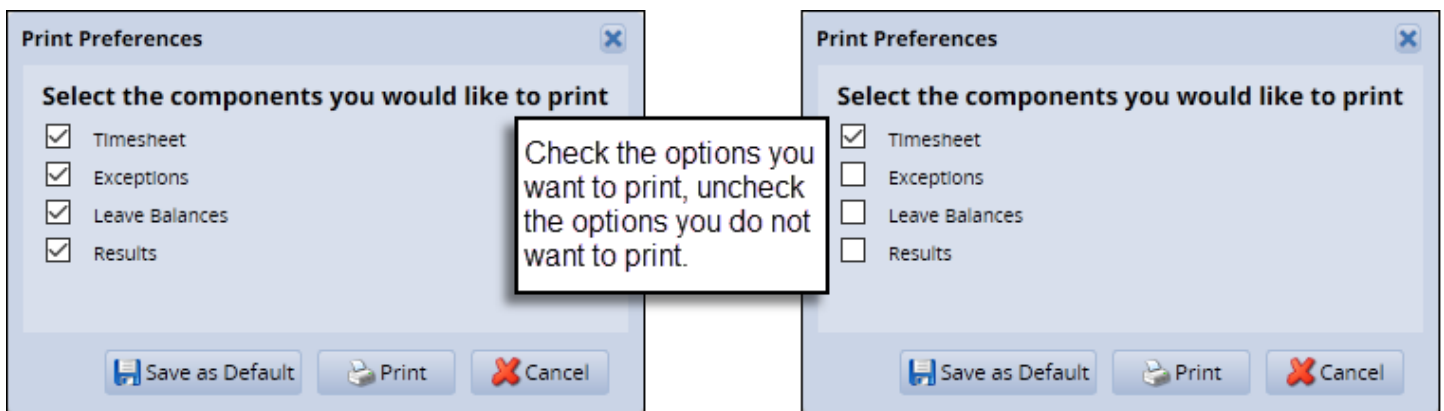 Print Preferences
Select the components you would like to print
Timesheet
Exceptions
Leave Balances
Results
Save as Default Print Cancel
Check the options you
want to print, uncheck
the options you do not
want to print.
Print Preferences
Select the components you would like to print
Timesheet
Exceptions
Leave Balances
Results
Save as Default Print Cancel